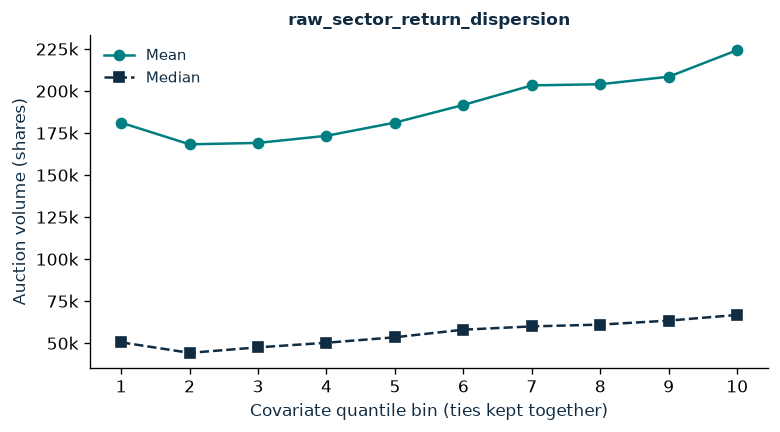 raw_sector_return_dispersion
Mean
Median
Auction volume (shares)
225k
200k
175k
150k
125k
100k
75k
50k
1 2 3 4 5 6 7 8 9 10
Covariate quantile bin (ties kept together)